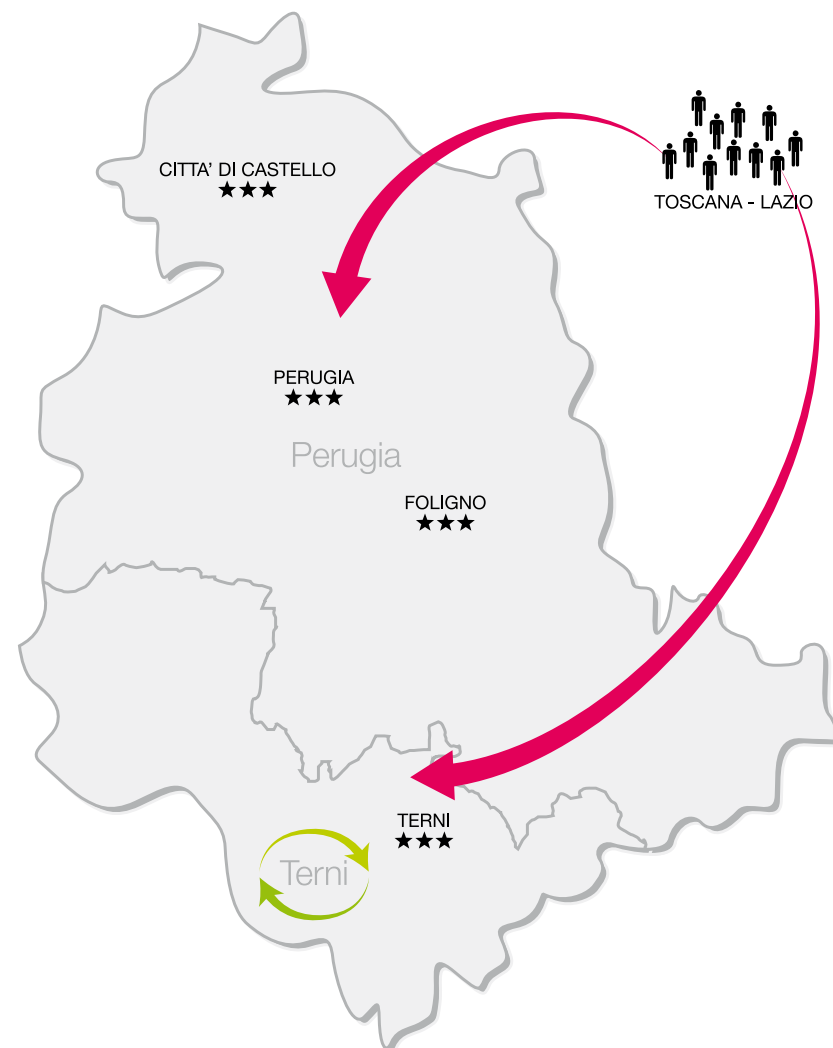 CITTA' DI CASTELLO
★★★
TOSCANA - LAZIO
PERUGIA
★★★
Perugia
FOLIGNO
★★★
TERNI
★★★
Terni